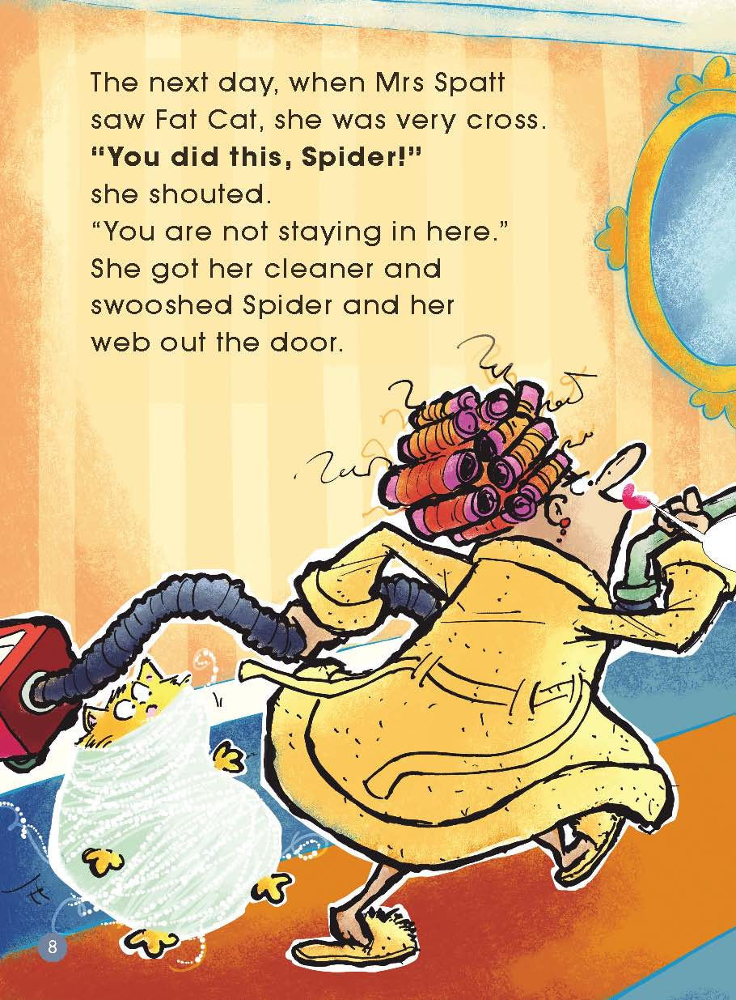 The next day, when Mrs Spatt
saw Fat Cat, she was very cross.
“You did this, Spider!”
she shouted.
“You are not staying in here.”
She got her cleaner and
swooshed Spider and her
web out the door.
8